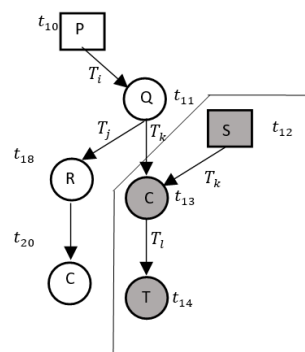 t₁₀ P
Tᵢ
Q t₁₁
Tⱼ Tₖ S t₁₂
t₁₈
R Tₖ
C t₁₃
t₂₀ Tₗ
C T t₁₄